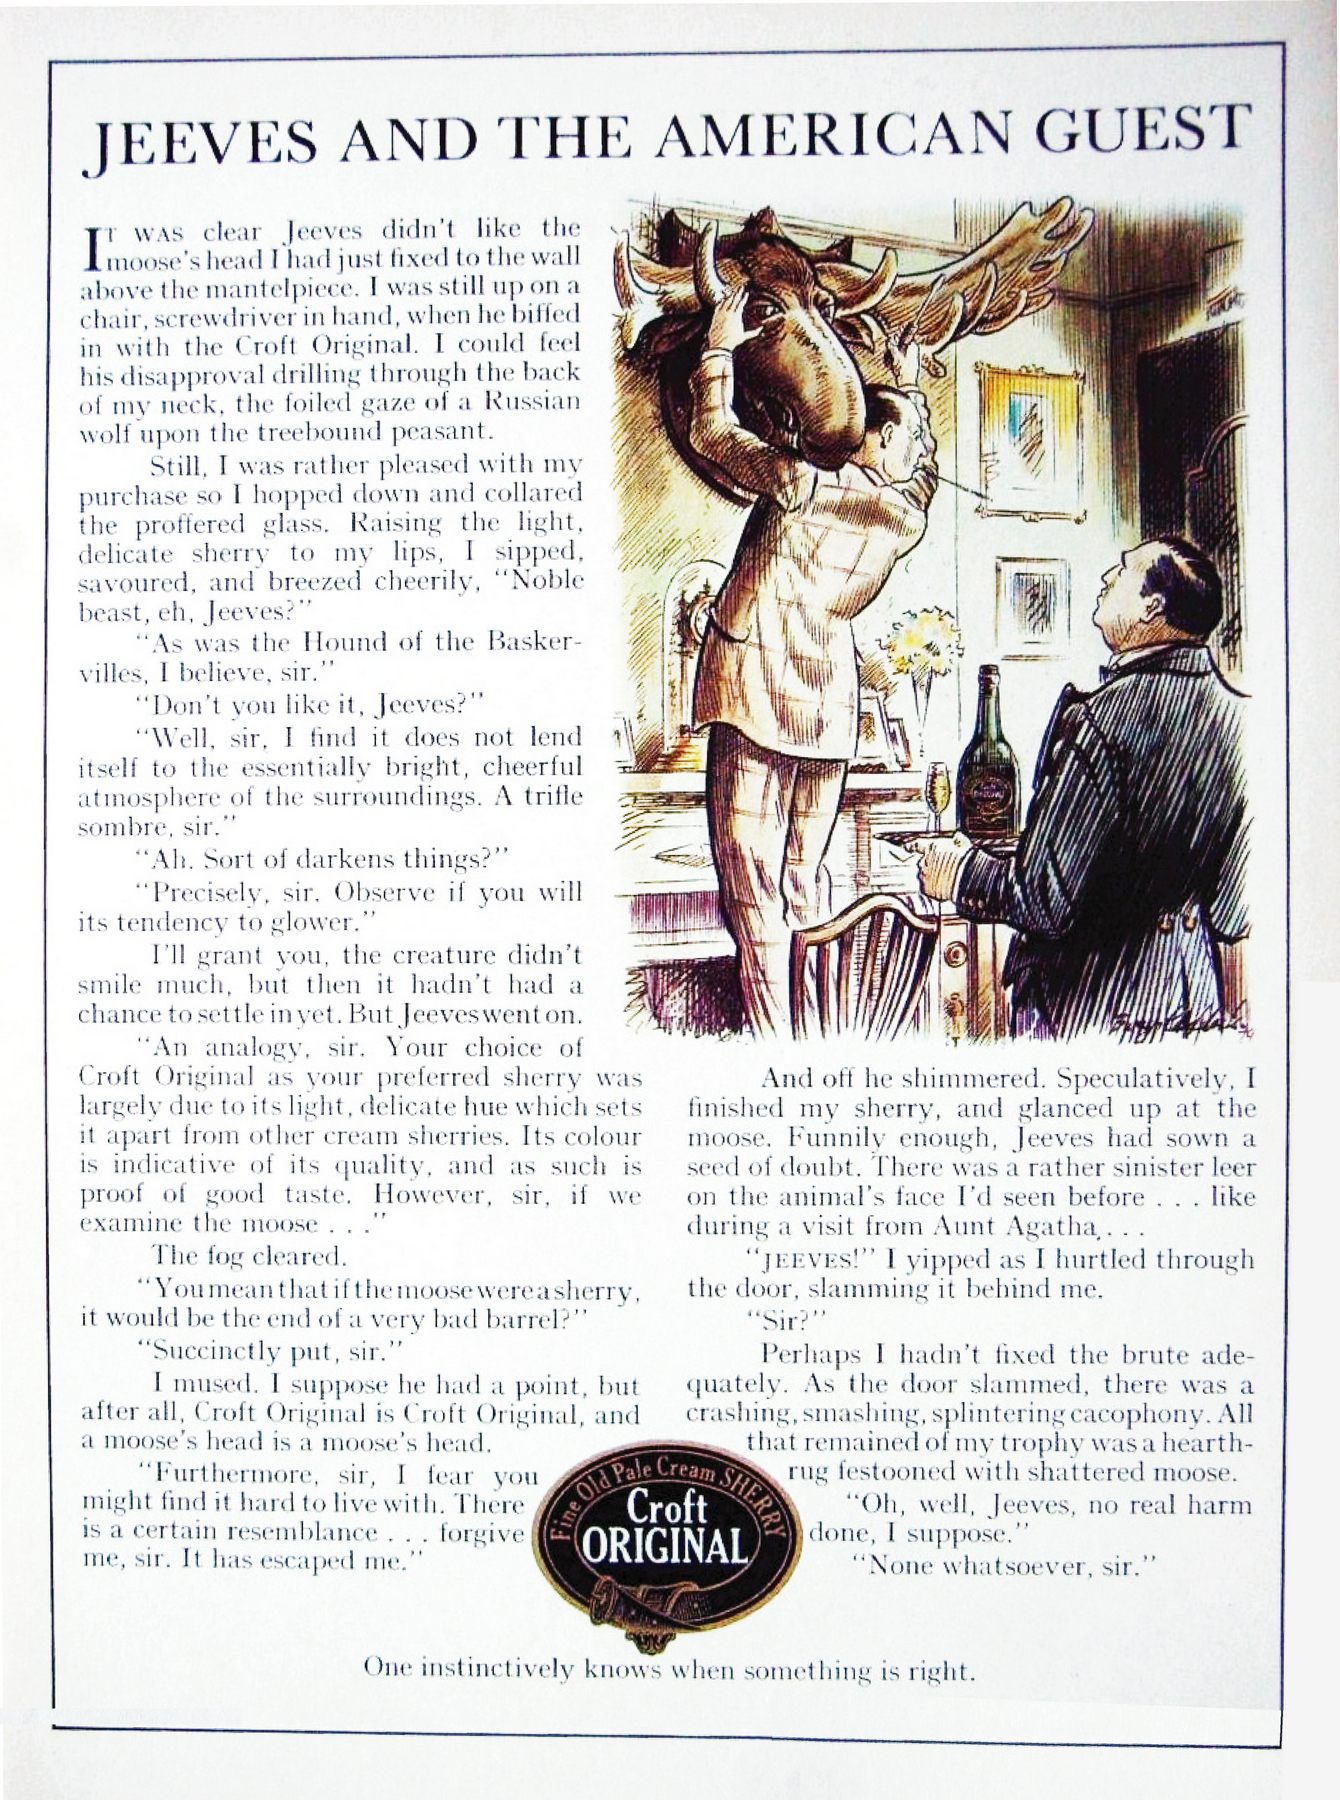 JEEVES AND THE AMERICAN GUEST
IT WAS clear Jeeves didn't like the
moose's head I had just fixed to the wall
above the mantelpiece. I was still up on a
chair, screwdriver in hand, when he biffed
in with the Croft Original. I could feel
his disapproval drilling through the back
of my neck, the foiled gaze of a Russian
wolf upon the treebound peasant.
Still, I was rather pleased with my
purchase so I hopped down and collared
the proffered glass. Raising the light,
delicate sherry to my lips, I sipped,
savoured, and breezed cheerily, "Noble
beast, eh, Jeeves?"
"As was the Hound of the Basker-
villes, I believe, sir."
"Don't you like it, Jeeves?"
"Well, sir, I find it does not lend
itself to the essentially bright, cheerful
atmosphere of the surroundings. A trifle
sombre, sir."
"Ah. Sort of darkens things?"
"Precisely, sir. Observe if you will
its tendency to glower."
I'll grant you, the creature didn't
smile much, but then it hadn't had a
chance to settle in yet. But Jeeves went on.
"An analogy, sir. Your choice of
Croft Original as your preferred sherry was
largely due to its light, delicate hue which sets
it apart from other cream sherries. Its colour
is indicative of its quality, and as such is
proof of good taste. However, sir, if we
examine the moose . . ."
The fog cleared.
"You mean that if the moose were a sherry,
it would be the end of a very bad barrel?"
"Succinctly put, sir."
I mused. I suppose he had a point, but
after all, Croft Original is Croft Original, and
a moose's head is a moose's head.
"Furthermore, sir, I fear you
might find it hard to live with. There
is a certain resemblance . . . forgive
me, sir. It has escaped me."
And off he shimmered. Speculatively, I
finished my sherry, and glanced up at the
moose. Funnily enough, Jeeves had sown a
seed of doubt. There was a rather sinister leer
on the animal's face I'd seen before . . . like
during a visit from Aunt Agatha. . . .
"JEEVES!" I yipped as I hurtled through
the door, slamming it behind me.
"Sir?"
Perhaps I hadn't fixed the brute ade-
quately. As the door slammed, there was a
crashing, smashing, splintering cacophony. All
that remained of my trophy was a hearth-
rug festooned with shattered moose.
"Oh, well, Jeeves, no real harm
done, I suppose."
"None whatsoever, sir."
Fine Old Pale Cream SHERRY
Croft
ORIGINAL
One instinctively knows when something is right.